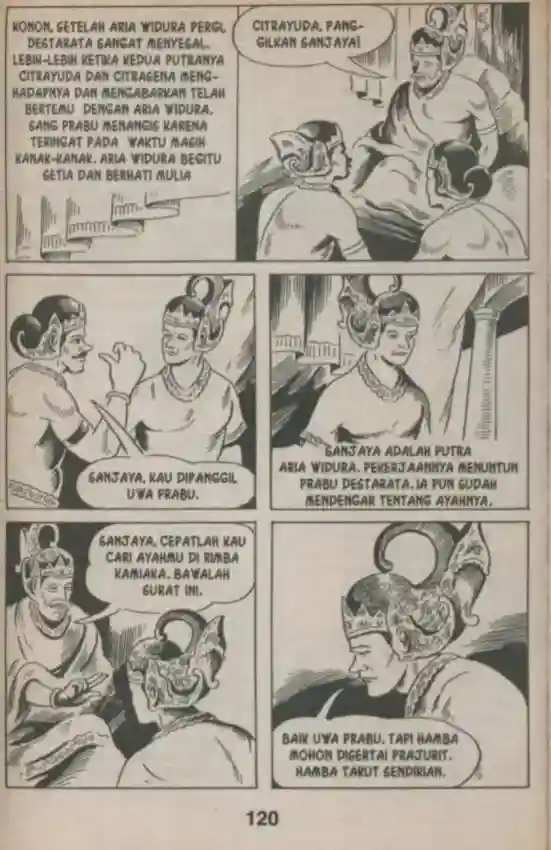 KONON, SETELAH ARIA WIDURA PERGI,
DESTARATA SANGAT MENYESAL.
LEBIH-LEBIH KETIKA KEDUA PUTRANYA
CITRAYUDA DAN CITRASENA MENG-
HADAPNYA DAN MENGABARKAN TELAH
BERTEMU DENGAN ARIA WIDURA.
SANG PRABU MENANGIS KARENA
TERINGAT PADA WAKTU MASIH
KANAK-KANAK. ARIA WIDURA BEGITU
SETIA DAN BERHATI MULIA
CITRAYUDA, PANG-
GILKAN SANJAYA!
SANJAYA, KAU DIPANGGIL
UWA PRABU.
SANJAYA ADALAH PUTRA
ARIA WIDURA. PEKERJAANNYA MENUNTUN
PRABU DESTARATA. IA PUN SUDAH
MENDENGAR TENTANG AYAHNYA.
SANJAYA, CEPATLAH KAU
CARI AYAHMU DI RIMBA
KAMIAKA. BAWALAH
SURAT INI.
BAIK UWA PRABU. TAPI HAMBA
MOHON DISERTAI PRAJURIT.
HAMBA TAKUT SENDIRIAN.
120